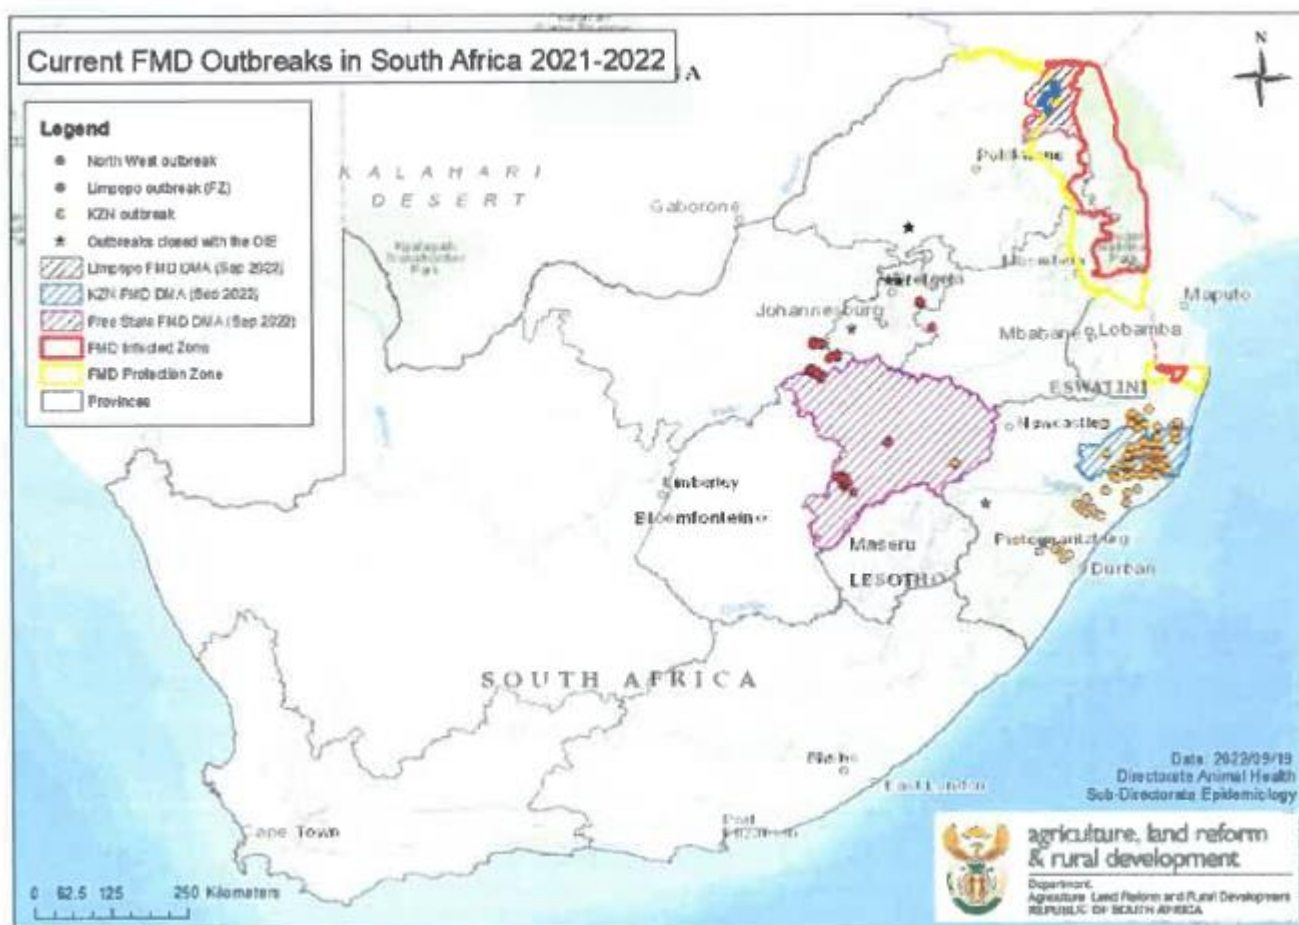 Current FMD Outbreaks in South Africa 2021-2022
N
Legend
North West outbreak
Limpopo outbreak (FZ)
KZN outbreak
Outbreaks closed with the OIE
Limpopo FMD DMA (Sep 2022)
KZN FMD DMA (Sep 2022)
Free State FMD DMA (Sep 2022)
FMD Infected Zone
FMD Protection Zone
Provinces
KALAHARI
DESERT
Gaborone
Johannesburg
Maputo
Mbabane
Lobamba
ESWATINI
Newcastle
Kimberley
Bloemfontein
Maseru
LESOTHO
Pietermaritzburg
Durban
SOUTH AFRICA
East London
Port
Cape Town
0 62.5 125 250 Kilometers
Date: 2022/09/19
Directorate Animal Health
Sub-Directorate Epidemiology
agriculture, land reform
& rural development
Department:
Agriculture, Land Reform and Rural Development
REPUBLIC OF SOUTH AFRICA